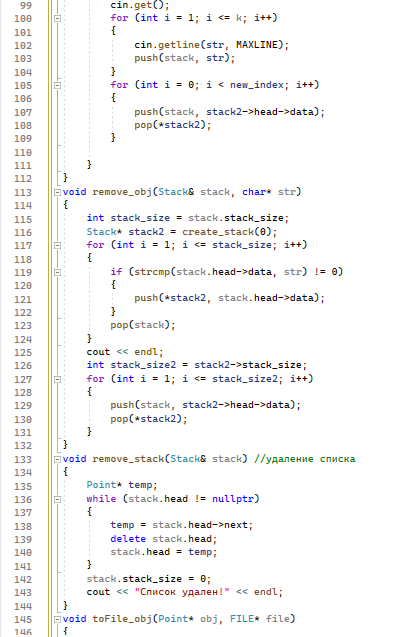 99 cin.get();
100 for (int i = 1; i <= k; i++)
101 {
102 cin.getline(str, MAXLINE);
103 push(stack, str);
104 }
105 for (int i = 0; i < new_index; i++)
106 {
107 push(stack, stack2->head->data);
108 pop(*stack2);
109 }
110
111 }
112 }
113 void remove_obj(Stack& stack, char* str)
114 {
115 int stack_size = stack.stack_size;
116 Stack* stack2 = create_stack(0);
117 for (int i = 1; i <= stack_size; i++)
118 {
119 if (strcmp(stack.head->data, str) != 0)
120 {
121 push(*stack2, stack.head->data);
122 }
123 pop(stack);
124 }
125 cout << endl;
126 int stack_size2 = stack2->stack_size;
127 for (int i = 1; i <= stack_size2; i++)
128 {
129 push(stack, stack2->head->data);
130 pop(*stack2);
131 }
132 }
133 void remove_stack(Stack& stack) //удаление списка
134 {
135 Point* temp;
136 while (stack.head != nullptr)
137 {
138 temp = stack.head->next;
139 delete stack.head;
140 stack.head = temp;
141 }
142 stack.stack_size = 0;
143 cout << "Список удален!" << endl;
144 }
145 void toFile_obj(Point* obj, FILE* file)
146 {